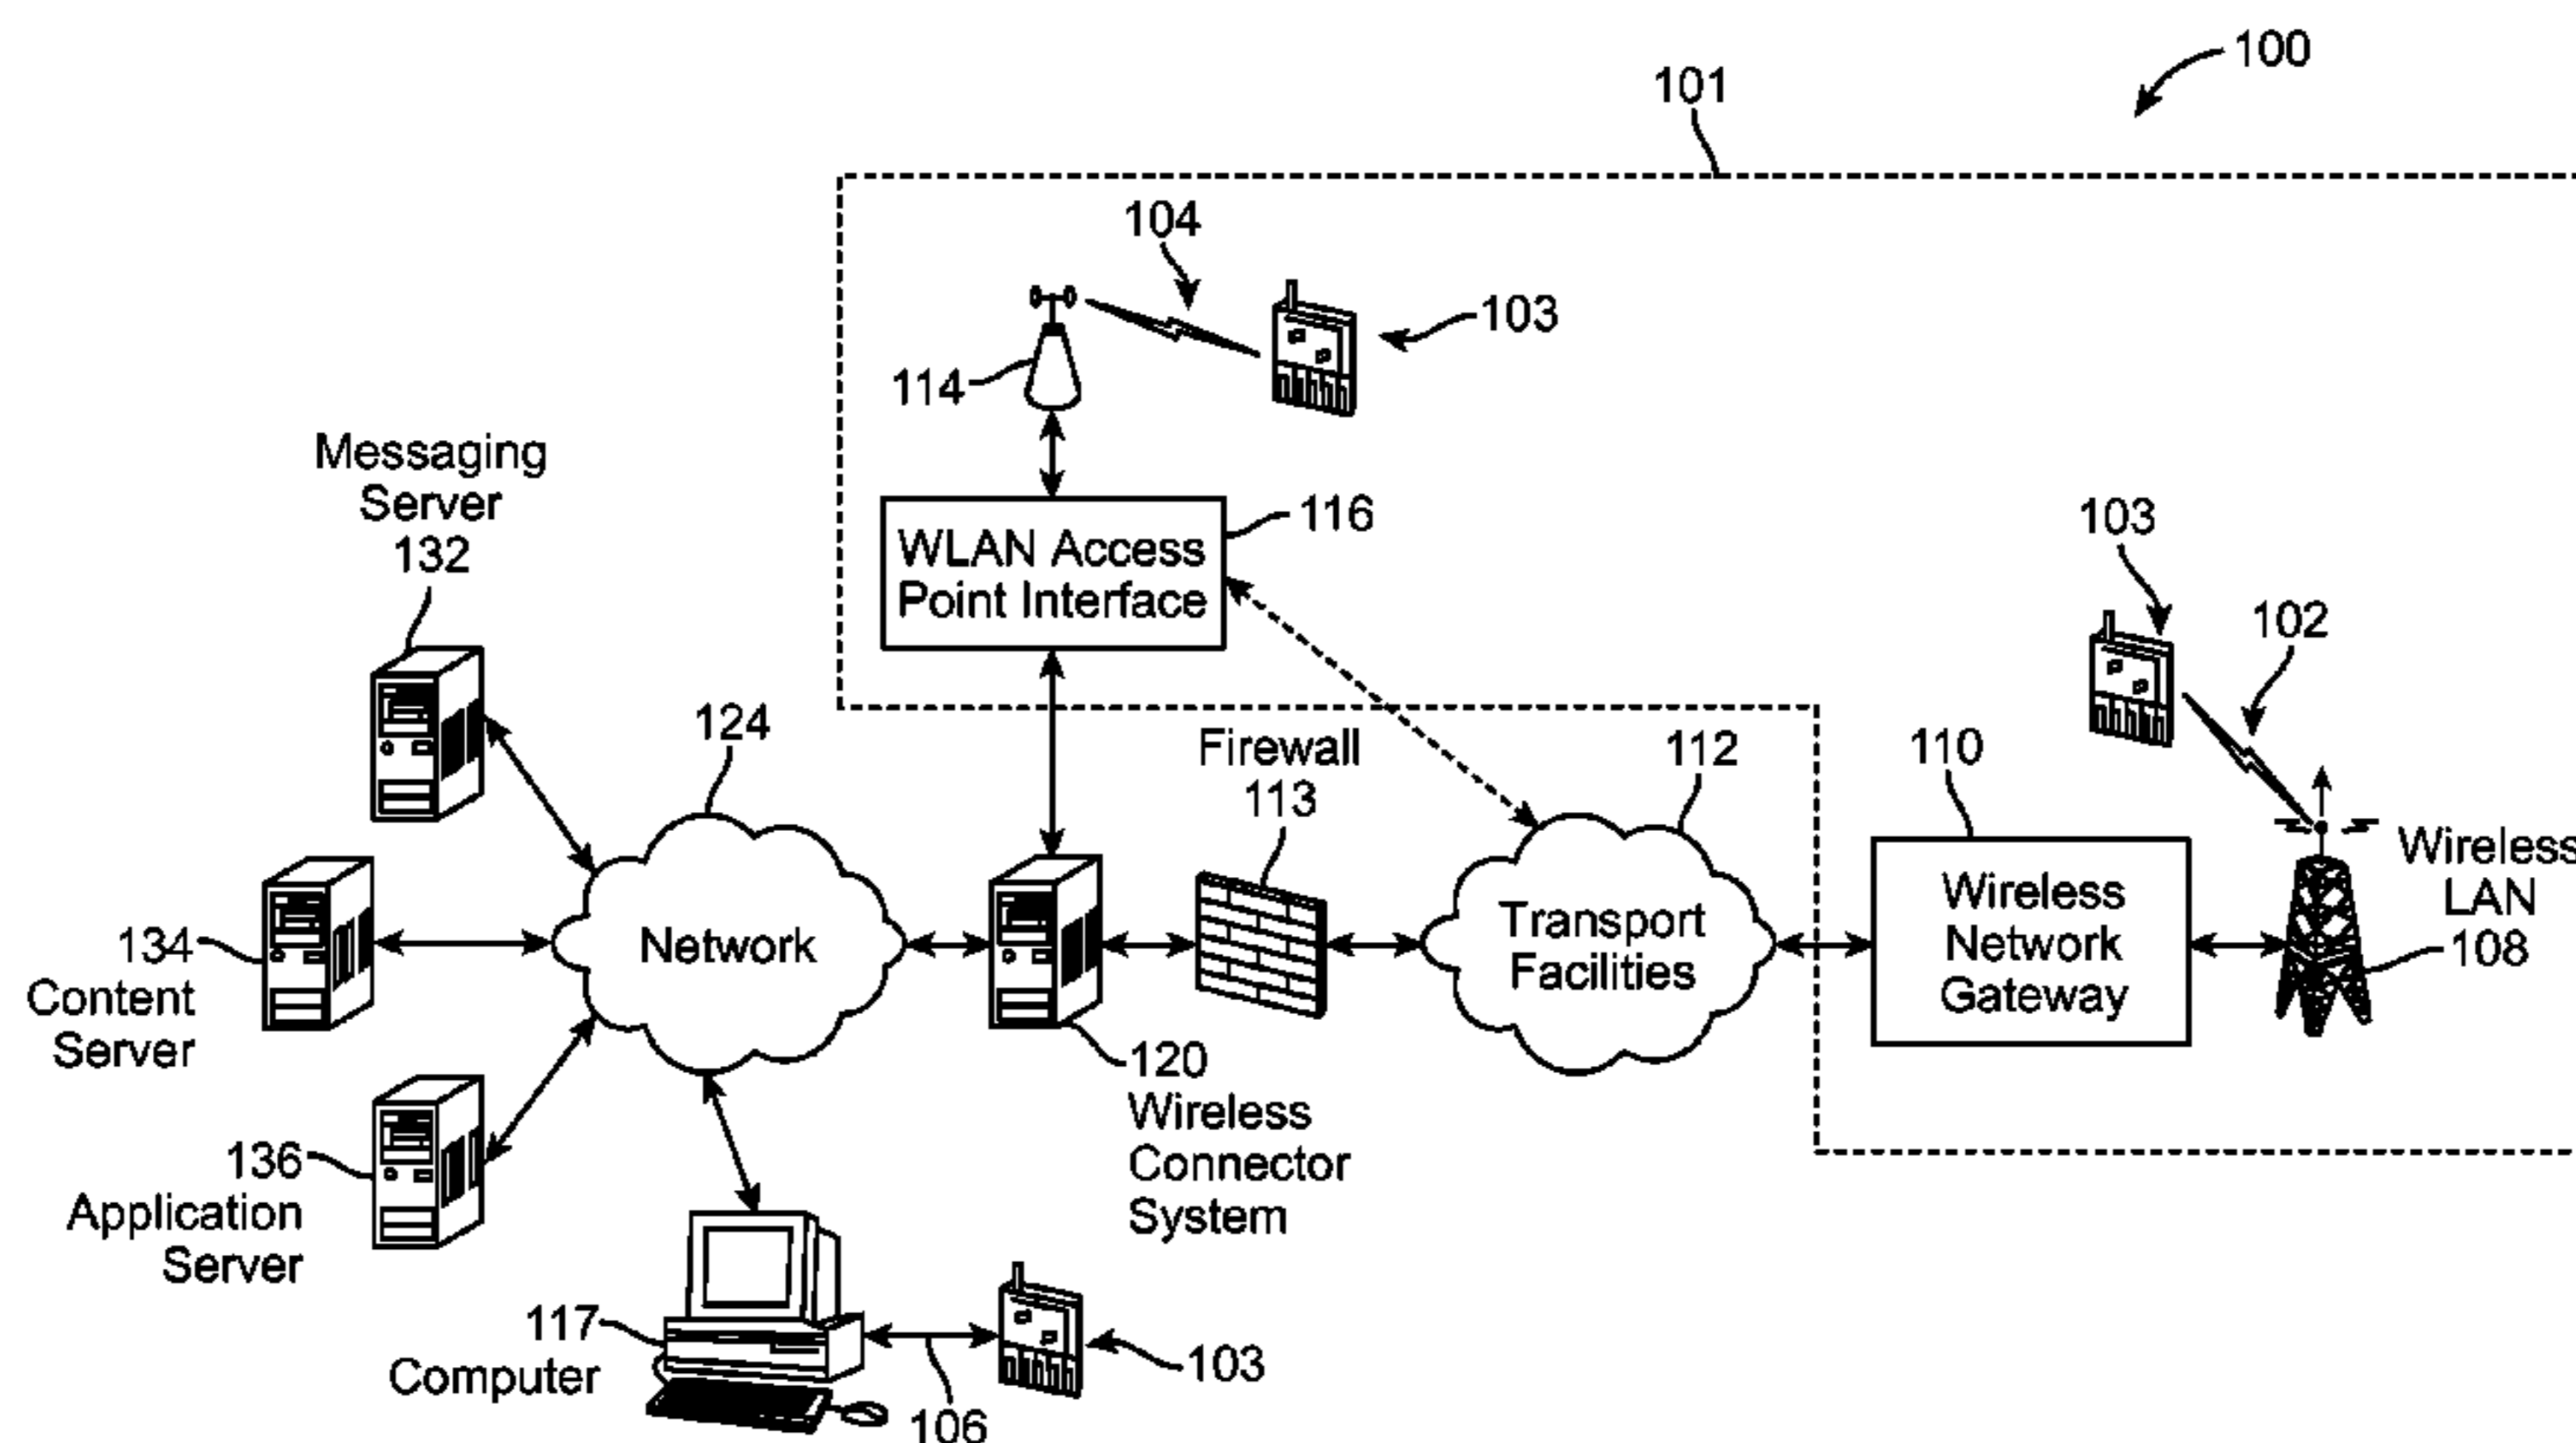 100
101
104
103
114
Messaging
Server
132
116
WLAN Access
Point Interface
103
102
124
Firewall
113
112
110
Wireless
LAN
108
Wireless
Network
Gateway
Transport
Facilities
Network
134
Content
Server
120
Wireless
Connector
System
136
Application
Server
117
Computer
103
106